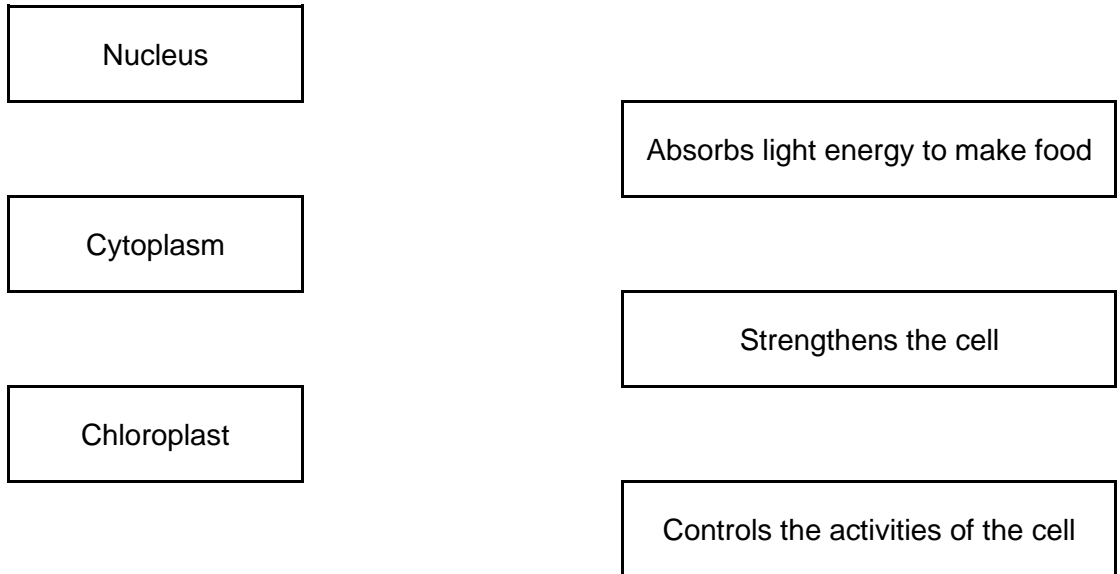 Nucleus
Absorbs light energy to make food
Cytoplasm
Strengthens the cell
Chloroplast
Controls the activities of the cell